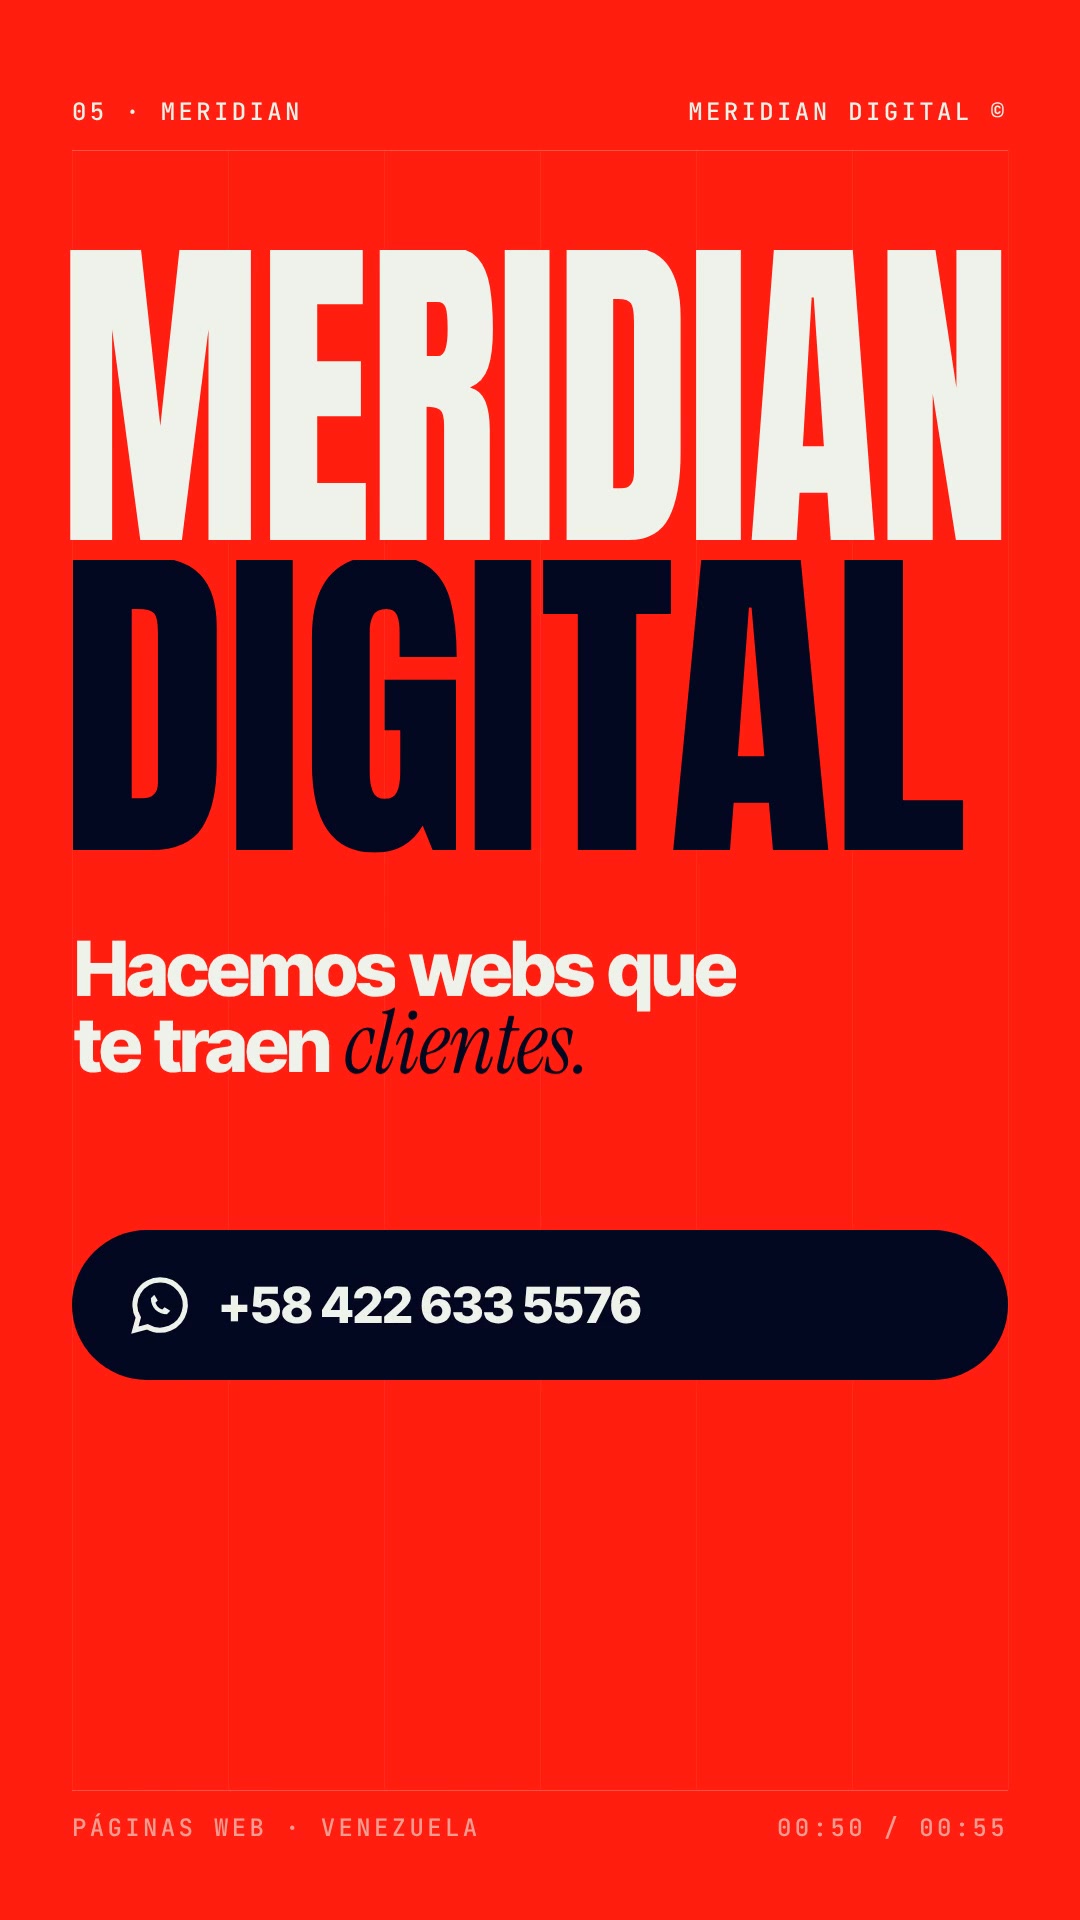 05 · MERIDIAN
MERIDIAN DIGITAL ©
MERIDIAN
DIGITAL
Hacemos webs que
te traen clientes.
+58 422 633 5576
PÁGINAS WEB · VENEZUELA
00:50 / 00:55